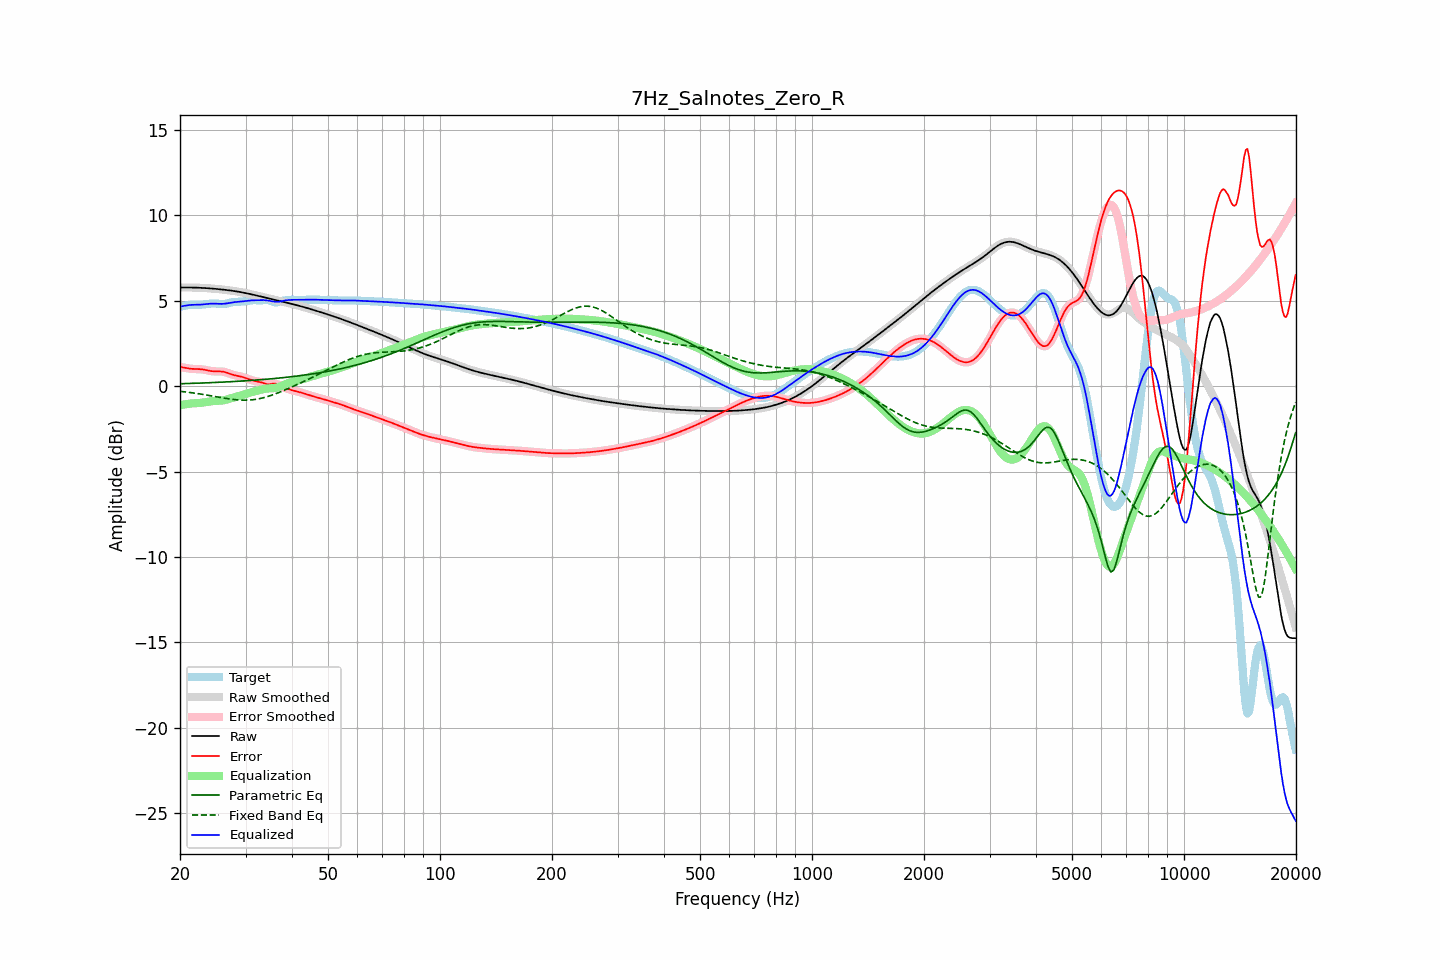 7Hz_Salnotes_Zero_R
15
10
5
0
−5
−10
−15
−20
−25
Amplitude (dBr)
Target
Raw Smoothed
Error Smoothed
Raw
Error
Equalization
Parametric Eq
Fixed Band Eq
Equalized
20 50 100 200 500 1000 2000 5000 10000 20000
Frequency (Hz)